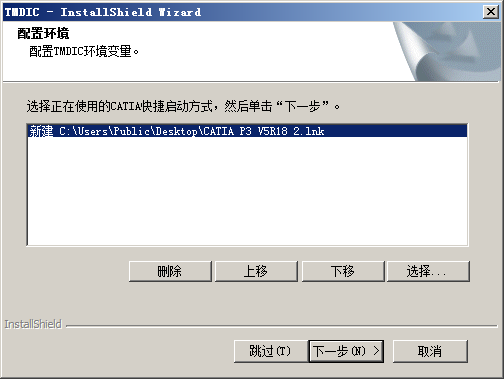 TMDIC - InstallShield Wizard
配置环境
配置TMDIC环境变量。
选择正在使用的CATIA快捷启动方式，然后单击“下一步”。
新建 C:\Users\Public\Desktop\CATIA P3 V5R18 2.lnk
删除 上移 下移 选择...
InstallShield
跳过(T) 下一步(N) > 取消